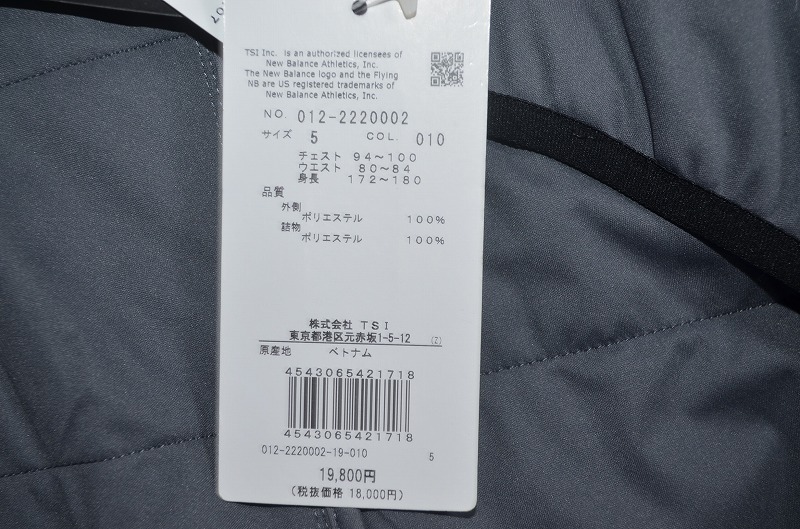 TSI Inc. is an authorized licensees of
New Balance Athletics, Inc.
The New Balance logo and the Flying
NB are US registered trademarks of
New Balance Athletics, Inc.
NO. 012-2220002
サイズ 5 COL. 010
チェスト 94～100
ウエスト 80～84
身長 172～180
品質
外側
ポリエステル 100%
詰物
ポリエステル 100%
株式会社 TSI
東京都港区元赤坂1-5-12 (Z)
原産地 ベトナム
4543065421718
4543065421718
012-2220002-19-010 5
19,800円
(税抜価格 18,000円)